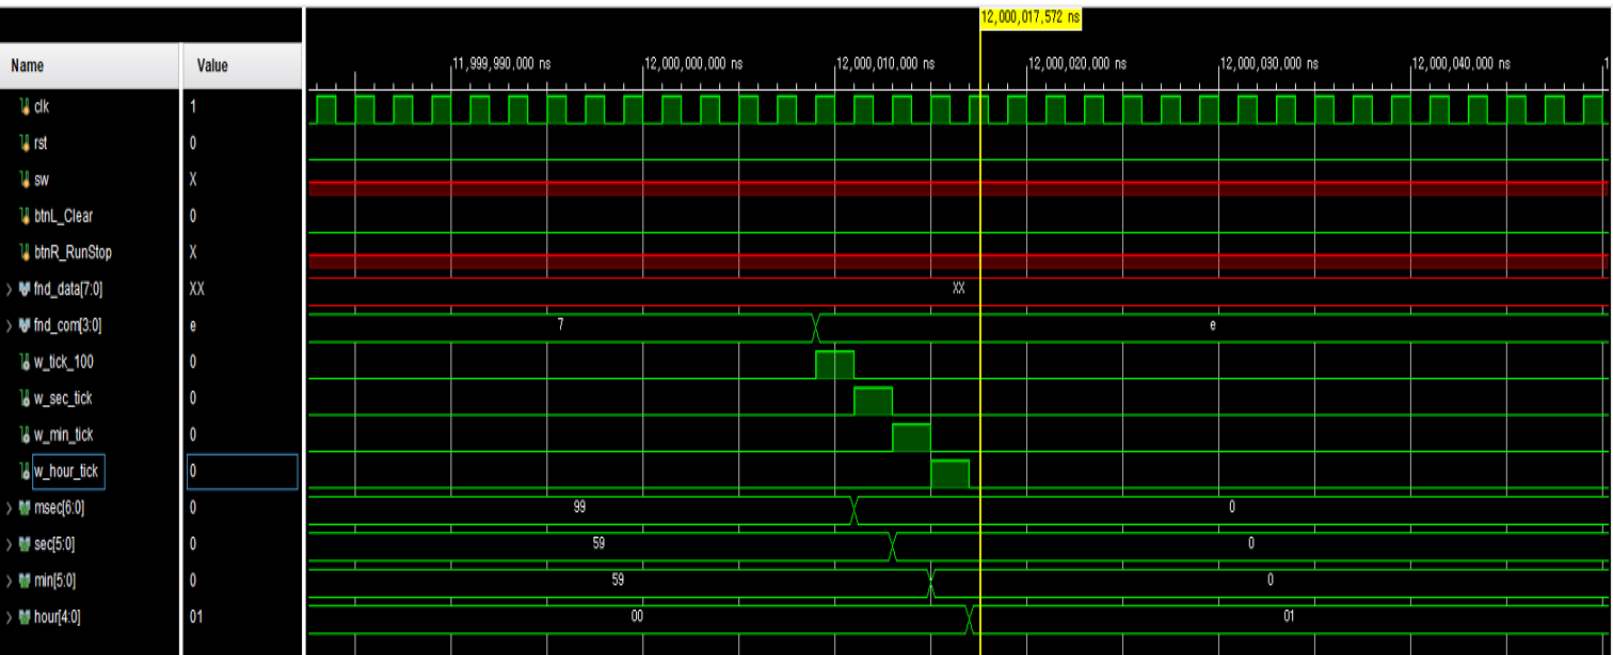 12,000,017,572 ns
Name Value
11,999,990,000 ns 12,000,000,000 ns 12,000,010,000 ns 12,000,020,000 ns 12,000,030,000 ns 12,000,040,000 ns 1
clk 1
rst 0
sw X
btnL_Clear 0
btnR_RunStop X
fnd_data[7:0] XX XX
fnd_com[3:0] e 7 e
w_tick_100 0
w_sec_tick 0
w_min_tick 0
w_hour_tick 0
msec[6:0] 0 99 0
sec[5:0] 0 59 0
min[5:0] 0 59 0
hour[4:0] 01 00 01